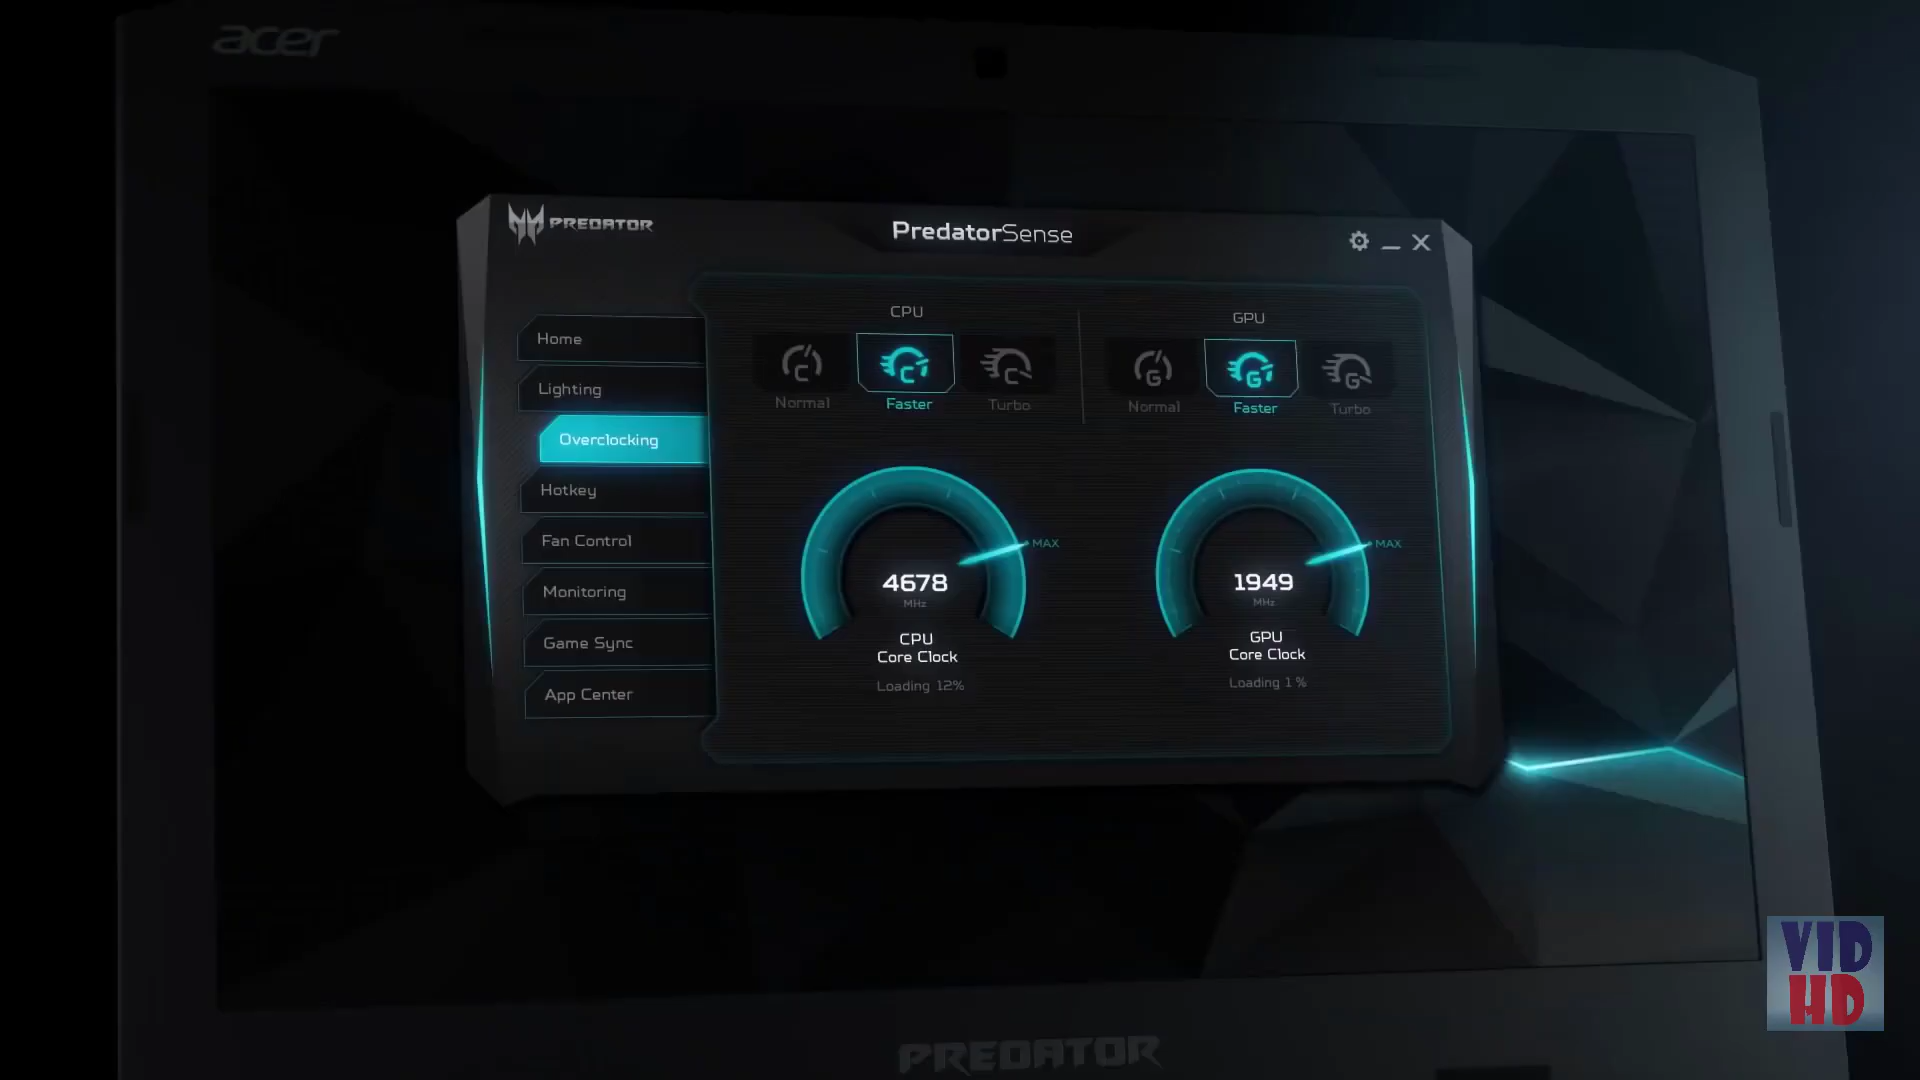 acer
PREDATOR
PredatorSense
Home
Lighting
Overclocking
Hotkey
Fan Control
Monitoring
Game Sync
App Center
CPU
Normal
Faster
Turbo
GPU
Normal
Faster
Turbo
MAX
4678
MHz
CPU
Core Clock
Loading 12%
MAX
1949
MHz
GPU
Core Clock
Loading 1 %
PREDATOR
VID
HD